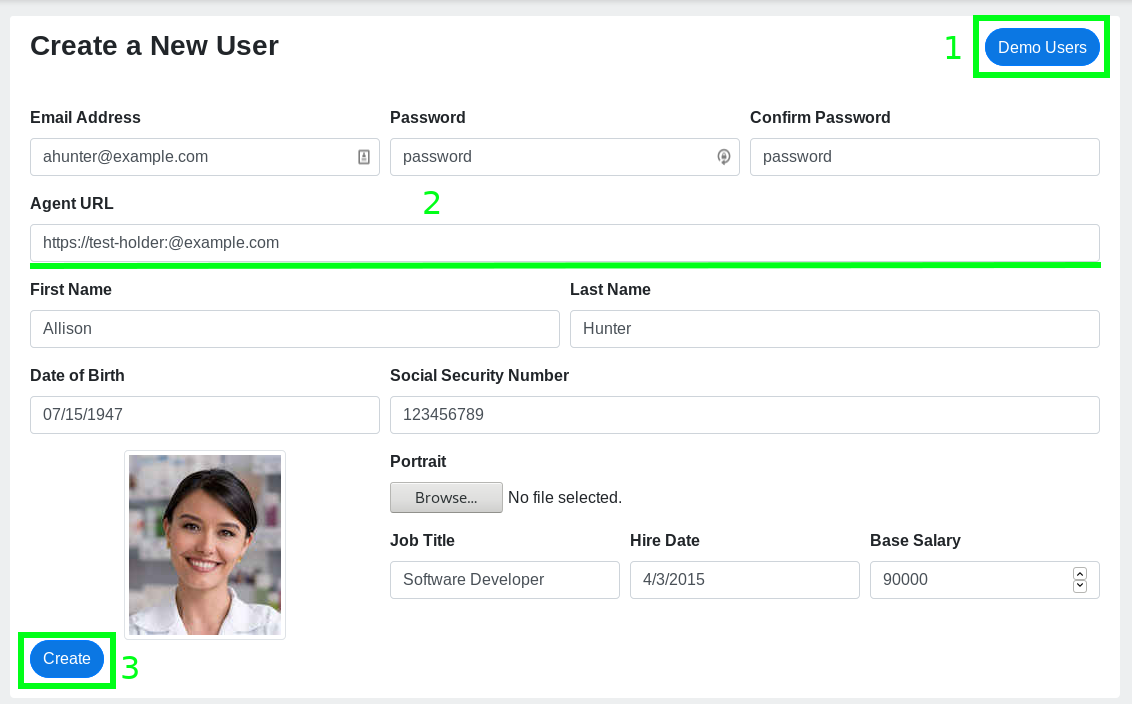 Create a New User
1
Demo Users
Email Address
Password
Confirm Password
ahunter@example.com
password
password
Agent URL
2
https://test-holder:@example.com
First Name
Last Name
Allison
Hunter
Date of Birth
Social Security Number
07/15/1947
123456789
Portrait
Browse...
No file selected.
Job Title
Hire Date
Base Salary
Software Developer
4/3/2015
90000
Create
3